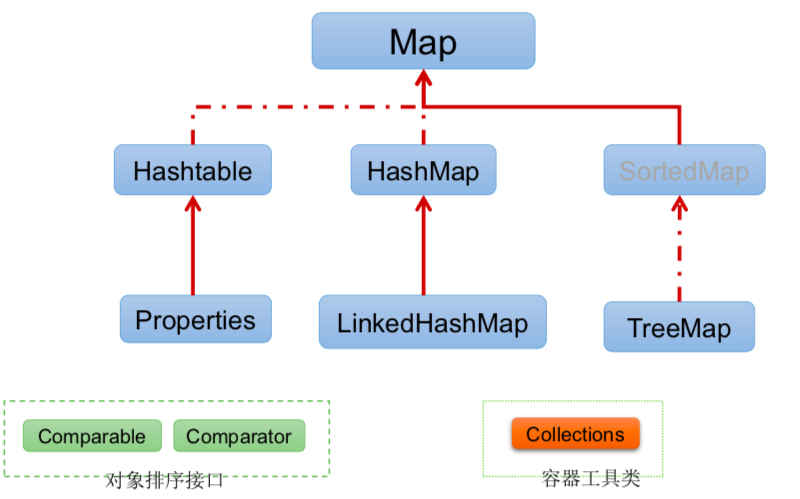 Map
Hashtable
HashMap
SortedMap
Properties
LinkedHashMap
TreeMap
Comparable
Comparator
对象排序接口
Collections
容器工具类